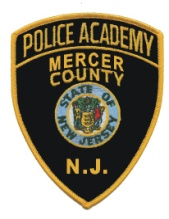 POLICE ACADEMY
MERCER
COUNTY
STATE OF
NEW JERSEY
N.J.